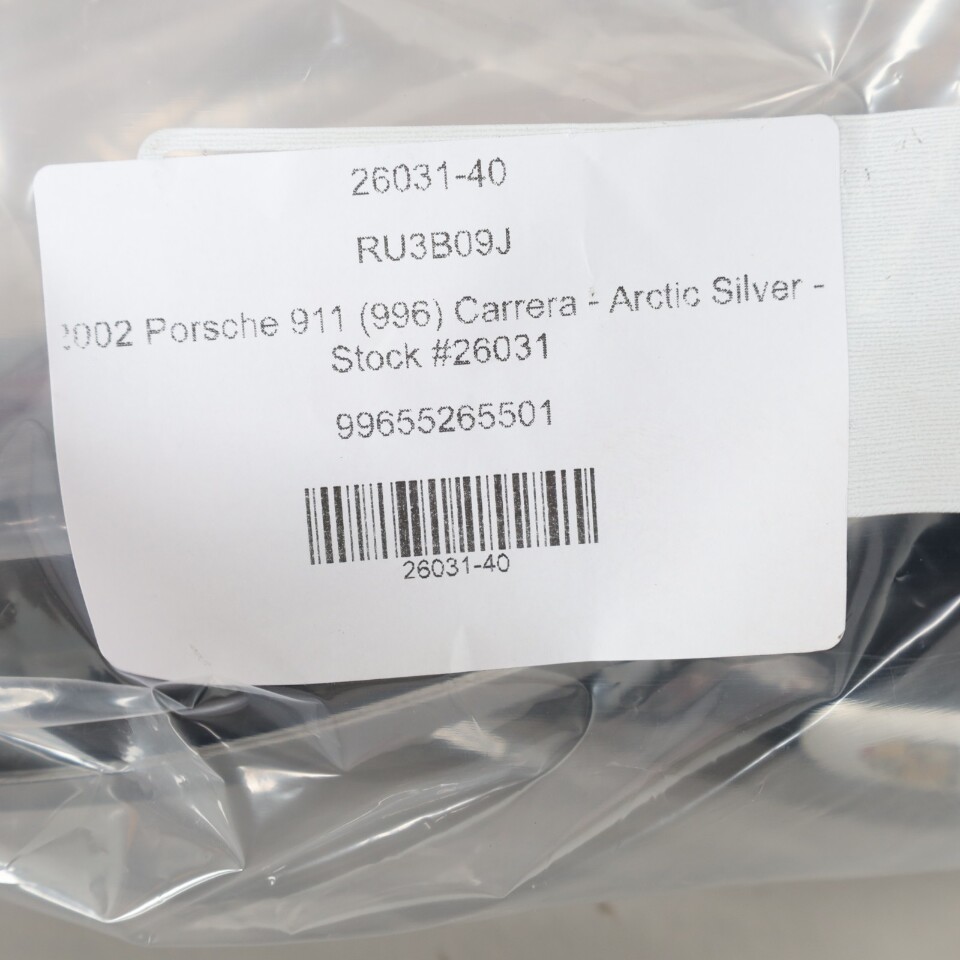 26031-40
RU3B09J
2002 Porsche 911 (996) Carrera - Arctic Silver -
Stock #26031
99655265501
26031-40